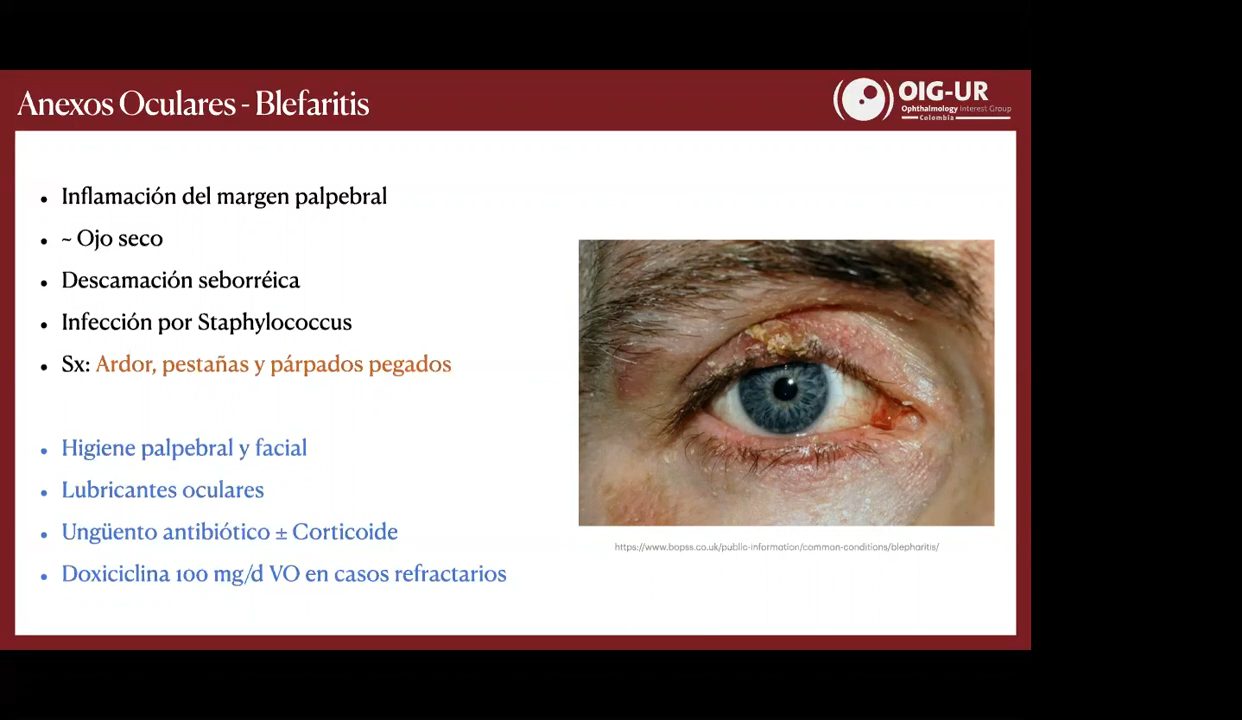 Anexos Oculares - Blefaritis
OIG-UR
Ophthalmology Interest Group
Colombia
• Inflamación del margen palpebral
• ~ Ojo seco
• Descamación seborréica
• Infección por Staphylococcus
• Sx: Ardor, pestañas y párpados pegados
• Higiene palpebral y facial
• Lubricantes oculares
• Ungüento antibiótico ± Corticoide
• Doxiciclina 100 mg/d VO en casos refractarios
https://www.bopss.co.uk/public-information/common-conditions/blepharitis/